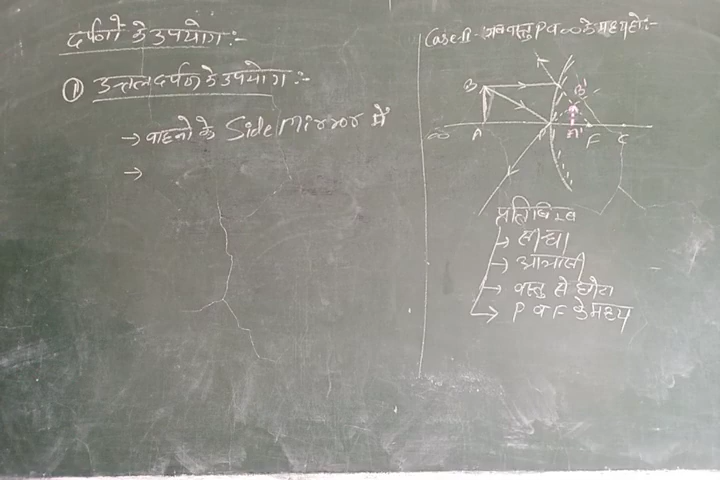 दर्पणों के उपयोग:-
① उत्तल दर्पण के उपयोग:-
→ वाहनो के Side Mirror में
→
Case-II जब वस्तु P व ∞ के मध्य हो:-
B
B'
∞ A A' F C
प्रतिबिम्ब
→ सीधा
→ आभासी
→ वस्तु से छोटा
→ P व F के मध्य